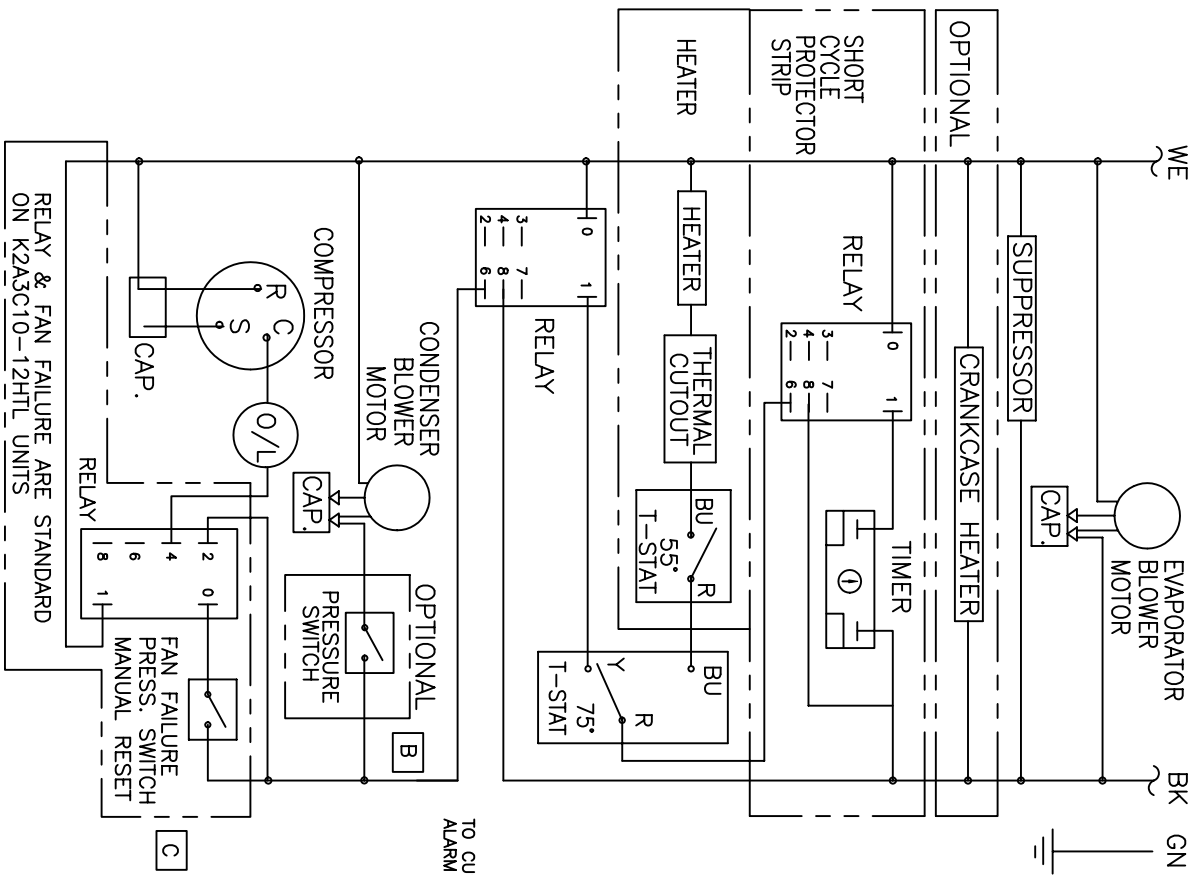 WE
BK
GN
EVAPORATOR
BLOWER
MOTOR
CAP.
SUPPRESSOR
OPTIONAL
CRANKCASE HEATER
SHORT
CYCLE
PROTECTOR
STRIP
RELAY
0
1
3
7
4
8
2
6
TIMER
HEATER
HEATER
THERMAL
CUTOUT
BU
R
55°
T-STAT
BU
R
Y
75°
T-STAT
RELAY
0
1
3
7
4
8
2
6
TO CU
ALARM
CONDENSER
BLOWER
MOTOR
CAP.
OPTIONAL
PRESSURE
SWITCH
B
COMPRESSOR
R
C
S
CAP.
O/L
RELAY
2
0
4
6
8
1
FAN FAILURE
PRESS. SWITCH
MANUAL RESET
C
RELAY & FAN FAILURE ARE STANDARD
ON K2A3C10-12HTL UNITS